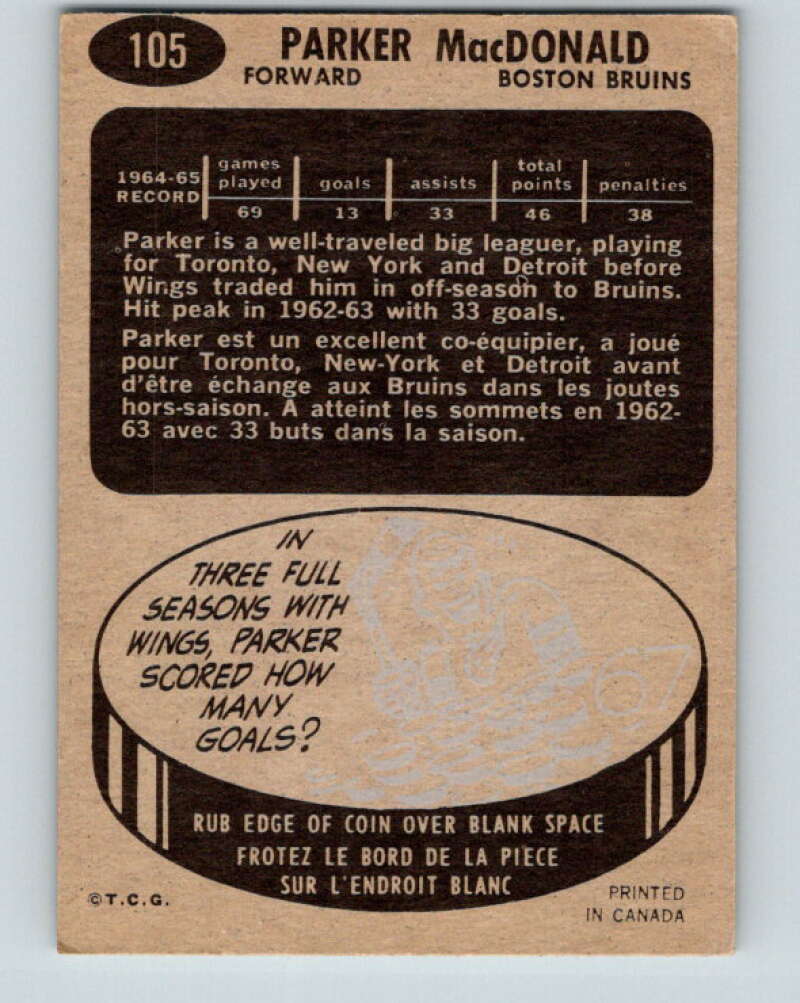 105
PARKER MacDONALD
FORWARD BOSTON BRUINS
1964-65 RECORD
games played goals assists total points penalties
69 13 33 46 38
Parker is a well-traveled big leaguer, playing
for Toronto, New York and Detroit before
Wings traded him in off-season to Bruins.
Hit peak in 1962-63 with 33 goals.
Parker est un excellent co-équipier, a joué
pour Toronto, New-York et Detroit avant
d'être échange aux Bruins dans les joutes
hors-saison. A atteint les sommets en 1962-
63 avec 33 buts dans la saison.
IN
THREE FULL
SEASONS WITH
WINGS, PARKER
SCORED HOW
MANY
GOALS?
RUB EDGE OF COIN OVER BLANK SPACE
FROTEZ LE BORD DE LA PIECE
SUR L'ENDROIT BLANC
©T.C.G.
PRINTED
IN CANADA